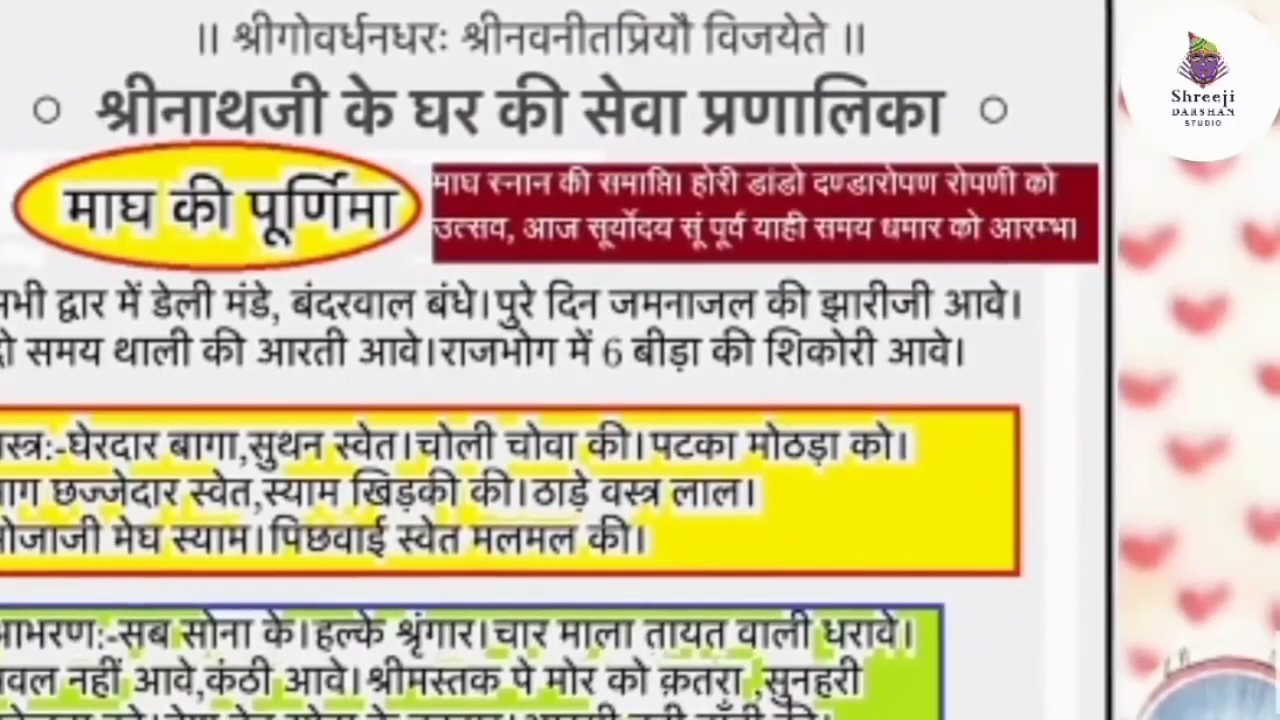 ॥ श्रीगोवर्धनधरः श्रीनवनीतप्रियौ विजयेते ॥
○ श्रीनाथजी के घर की सेवा प्रणालिका ○
माघ की पूर्णिमा
माघ स्नान की समाप्ति। होरी डांडो दण्डारोपण रोपणी को
उत्सव, आज सूर्योदय सूं पूर्व याही समय धमार को आरम्भ।
द्वार में डेली मंडे, बंदरवाल बंधे।पुरे दिन जमनाजल की झारीजी आवे।
समय थाली की आरती आवे।राजभोग में 6 बीड़ा की शिकोरी आवे।
घेरदार बागा,सुथन स्वेत।चोली चोवा की।पटका मोठड़ा को।
छज्जेदार स्वेत,स्याम खिड़की की।ठाड़े वस्त्र लाल।
मेघ स्याम।पिछवाई स्वेत मलमल की।
सब सोना के।हल्के श्रृंगार।चार माला तायत वाली धरावे।
नहीं आवे,कंठी आवे।श्रीमस्तक पे मोर को क़तरा ,सुनहरी
Shreeji
DARSHAN
STUDIO